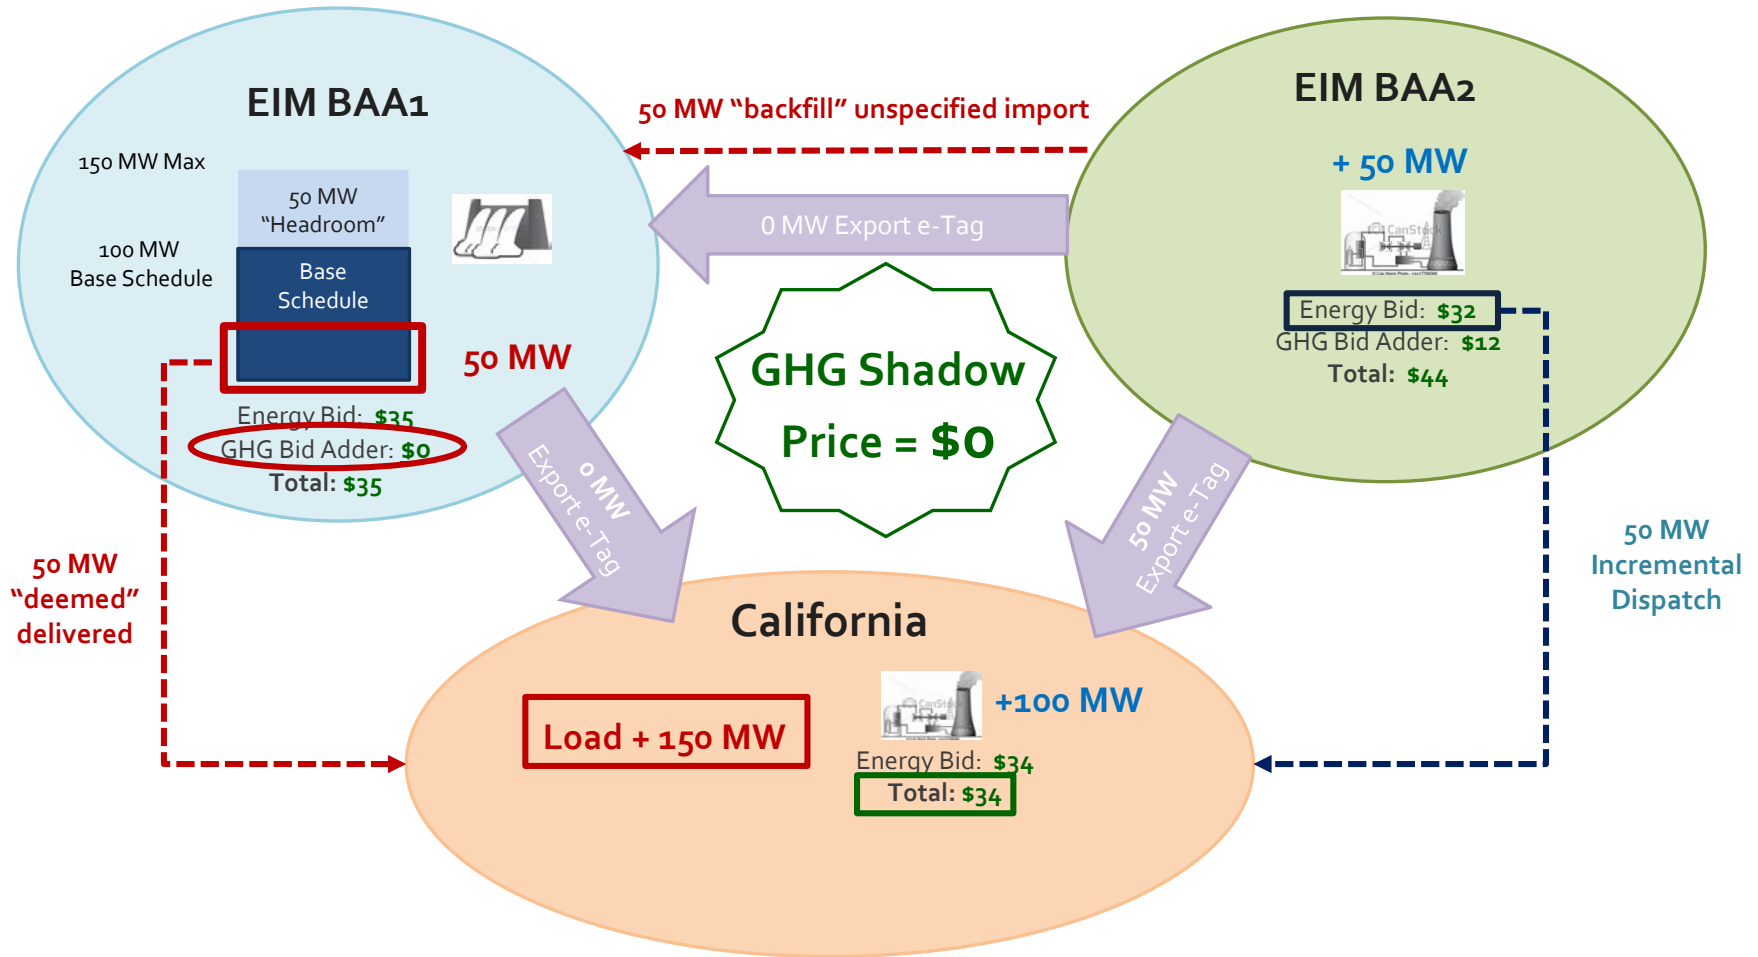 EIM BAA1
150 MW Max
50 MW
“Headroom”
100 MW
Base Schedule
Base
Schedule
50 MW
Energy Bid: $35
GHG Bid Adder: $0
Total: $35
50 MW “backfill” unspecified import
0 MW Export e-Tag
EIM BAA2
+ 50 MW
CanStock
Energy Bid: $32
GHG Bid Adder: $12
Total: $44
GHG Shadow
Price = $0
0 MW
Export e-Tag
50 MW
Export e-Tag
50 MW
“deemed”
delivered
50 MW
Incremental
Dispatch
California
Load + 150 MW
CanStock
+100 MW
Energy Bid: $34
Total: $34